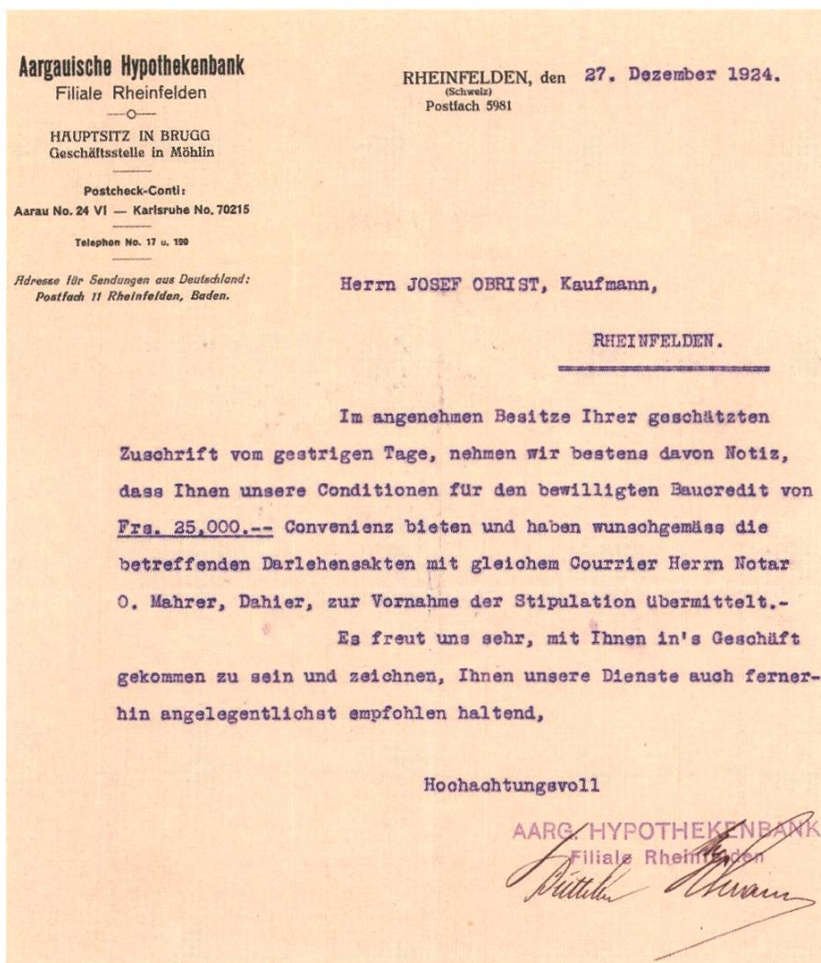 Aargauische Hypothekenbank
Filiale Rheinfelden
HAUPTSITZ IN BRUGG
Geschäftsstelle in Möhlin
Postcheck-Conti:
Aarau No. 24 VI — Karlsruhe No. 70215
Telephon No. 17 u. 190
Adresse für Sendungen aus Deutschland:
Postfach 11 Rheinfelden, Baden.
RHEINFELDEN, den 27. Dezember 1924.
(Schweiz)
Postfach 5981
Herrn JOSEF OBRIST, Kaufmann,
RHEINFELDEN.
Im angenehmen Besitze Ihrer geschätzten
Zuschrift vom gestrigen Tage, nehmen wir bestens davon Notiz,
dass Ihnen unsere Conditionen für den bewilligten Baucredit von
Frs. 25,000.-- Convenienz bieten und haben wunschgemäss die
betreffenden Darlehensakten mit gleichem Courrier Herrn Notar
O. Mahrer, Dahier, zur Vornahme der Stipulation übermittelt.-
Es freut uns sehr, mit Ihnen in's Geschäft
gekommen zu sein und zeichnen, Ihnen unsere Dienste auch ferner-
hin angelegentlichst empfohlen haltend,
Hochachtungsvoll
AARG. HYPOTHEKENBANK
Filiale Rheinfelden